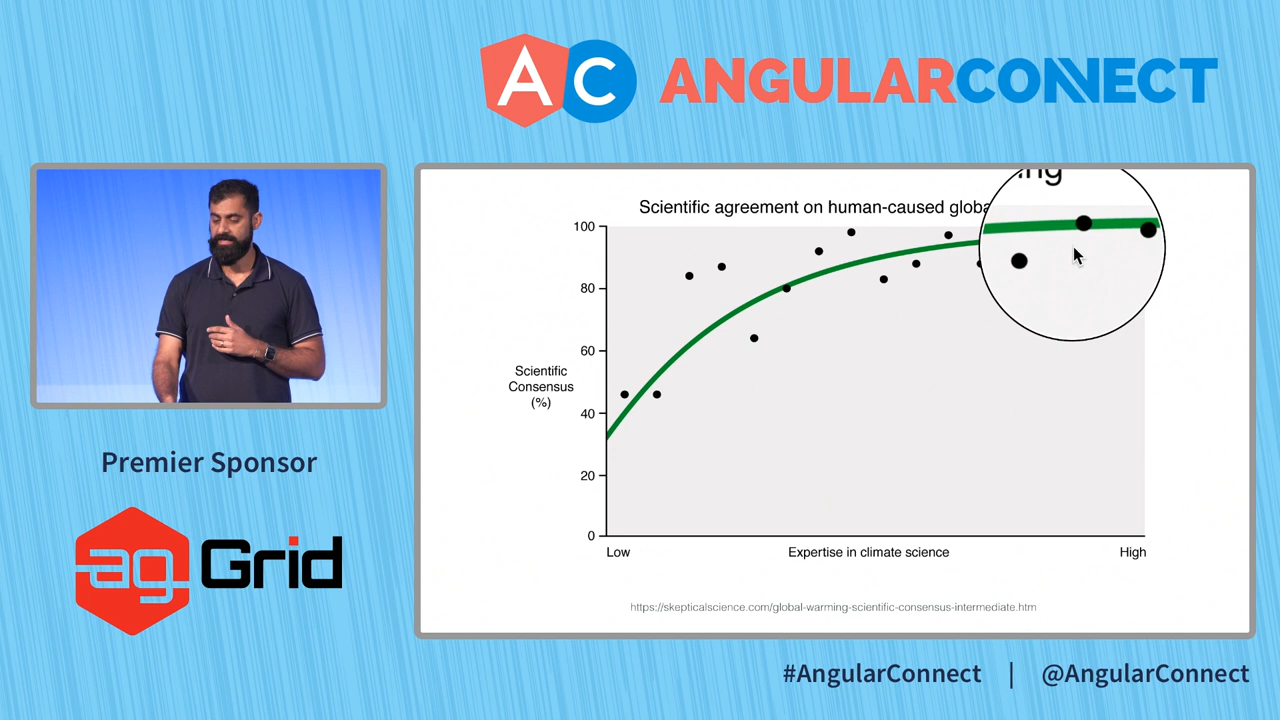 AC ANGULARCONNECT
ing
Scientific agreement on human-caused globa
100
80
60
40
20
0
Scientific
Consensus
(%)
Low Expertise in climate science High
https://skepticalscience.com/global-warming-scientific-consensus-intermediate.htm
Premier Sponsor
ag Grid
#AngularConnect | @AngularConnect